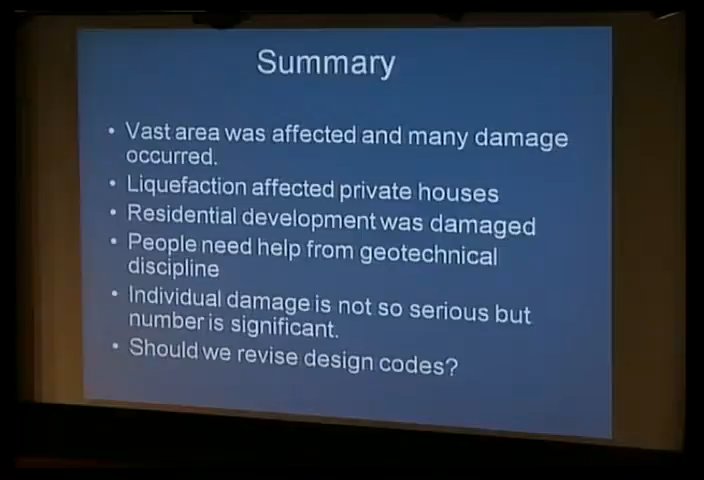 Summary
• Vast area was affected and many damage
occurred.
• Liquefaction affected private houses
• Residential development was damaged
• People need help from geotechnical
discipline
• Individual damage is not so serious but
number is significant.
• Should we revise design codes?